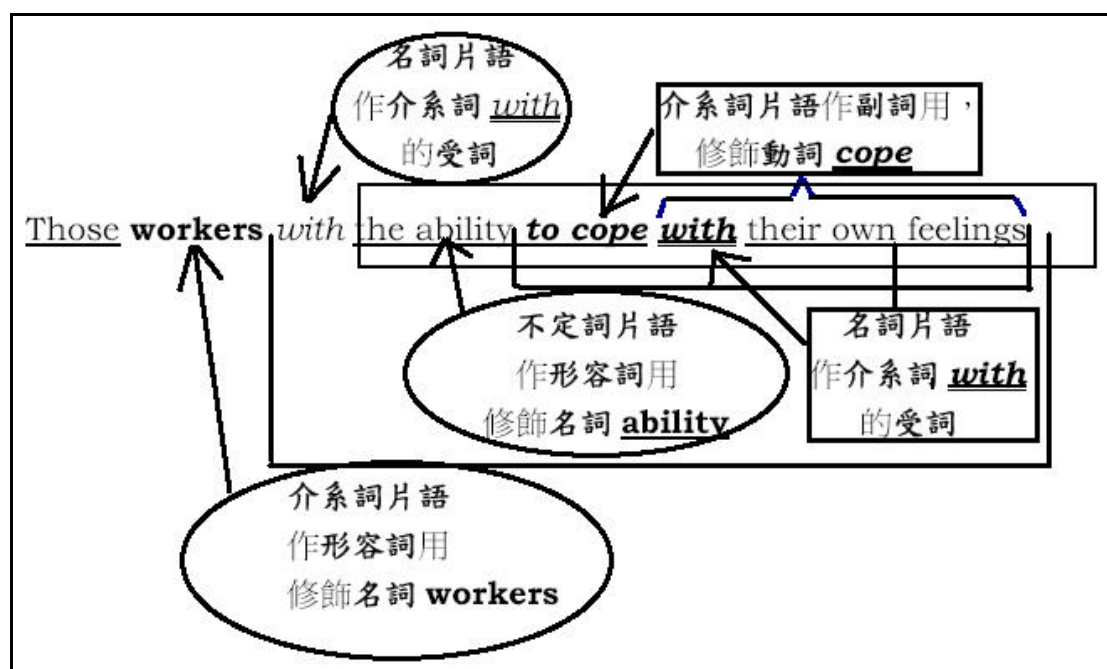 名詞片語
作介系詞 with
的受詞
介系詞片語作副詞用，
修飾動詞 cope
Those workers with the ability to cope with their own feelings
不定詞片語
作形容詞用
修飾名詞 ability
名詞片語
作介系詞 with
的受詞
介系詞片語
作形容詞用
修飾名詞 workers